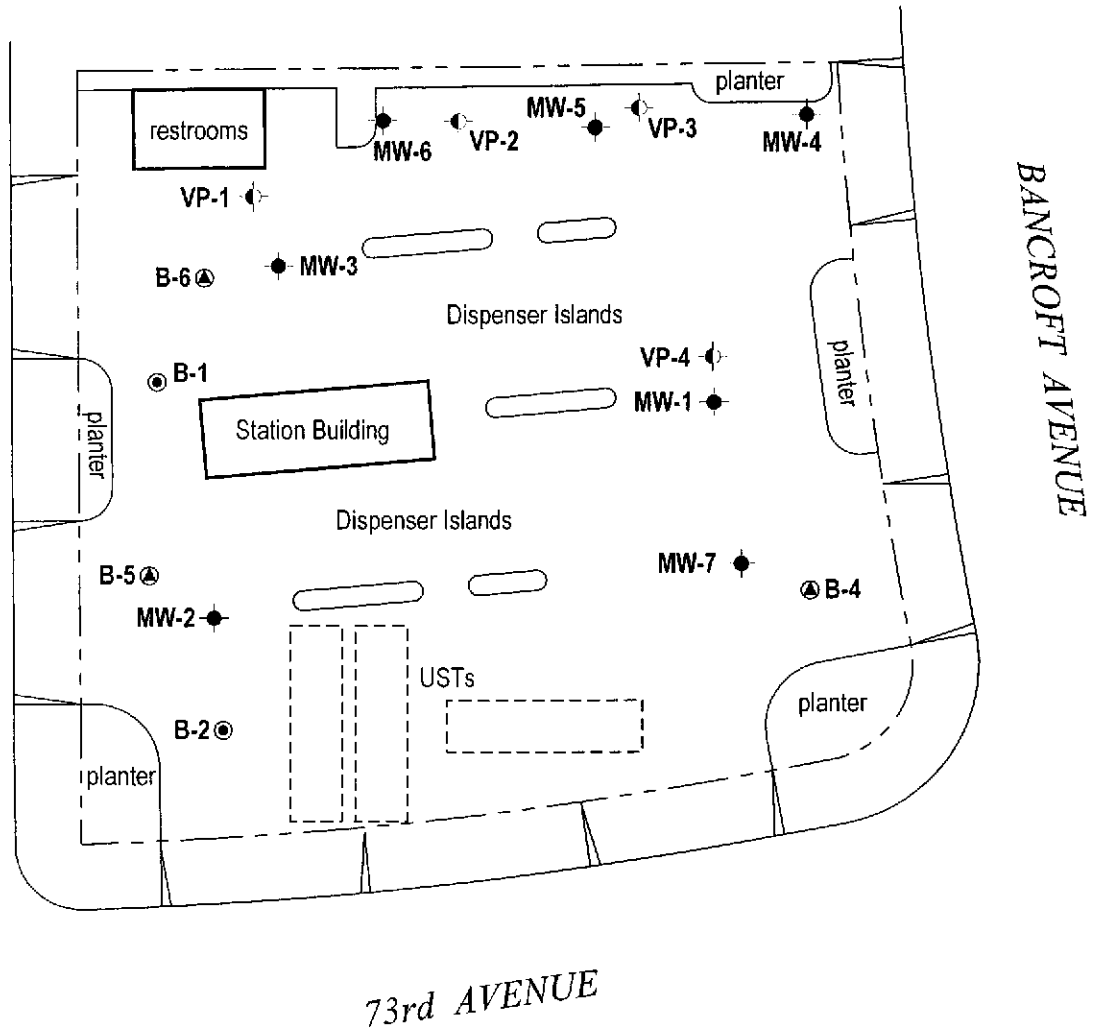 planter
restrooms
MW-5
VP-3
MW-6
VP-2
MW-4
VP-1
MW-3
B-6
BANCROFT AVENUE
Dispenser Islands
planter
VP-4
B-1
MW-1
Station Building
planter
Dispenser Islands
MW-7
B-5
B-4
MW-2
USTs
planter
B-2
planter
73rd AVENUE